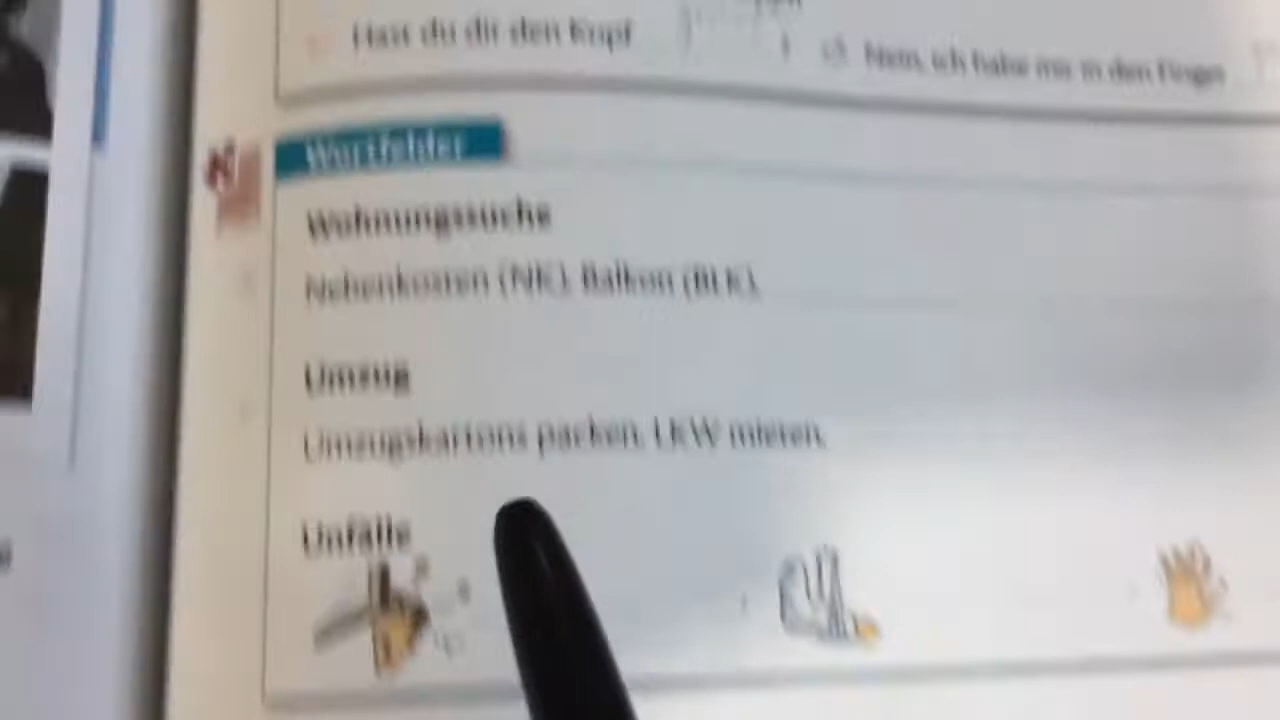 Hast du dir den Kopf
Nein, ich habe mir in den Finger
Wortfelder
Wohnungssuche
Nebenkosten (NK), Balkon (BLK),
Umzug
Umzugskartons packen, LKW mieten,
Unfälle